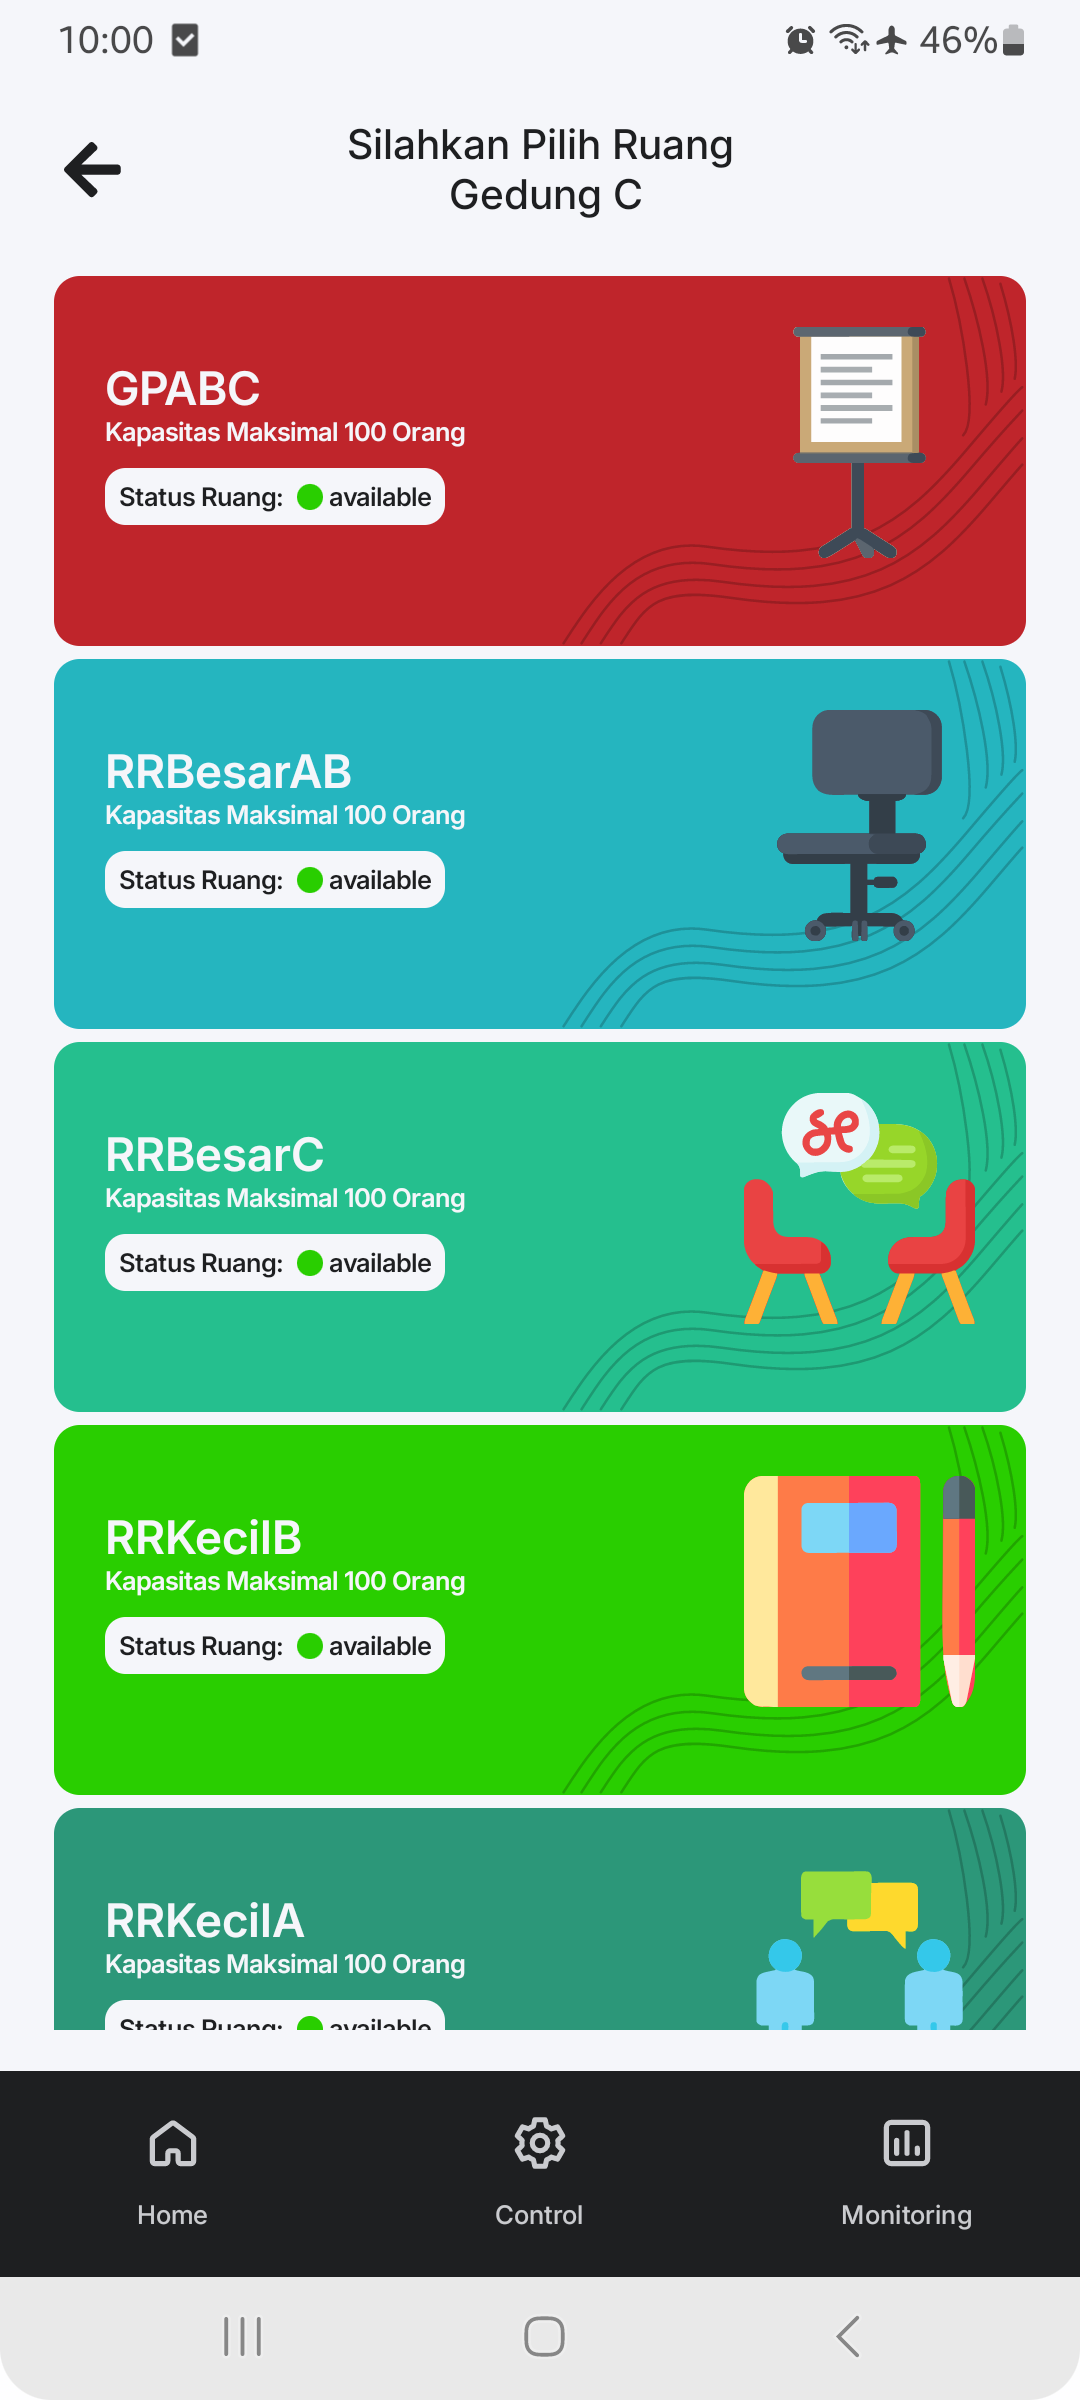 10:00
46%
Silahkan Pilih Ruang
Gedung C
GPABC
Kapasitas Maksimal 100 Orang
Status Ruang: available
RRBesarAB
Kapasitas Maksimal 100 Orang
Status Ruang: available
RRBesarC
Kapasitas Maksimal 100 Orang
Status Ruang: available
RRKecilB
Kapasitas Maksimal 100 Orang
Status Ruang: available
RRKecilA
Kapasitas Maksimal 100 Orang
Status Ruang: available
Home
Control
Monitoring